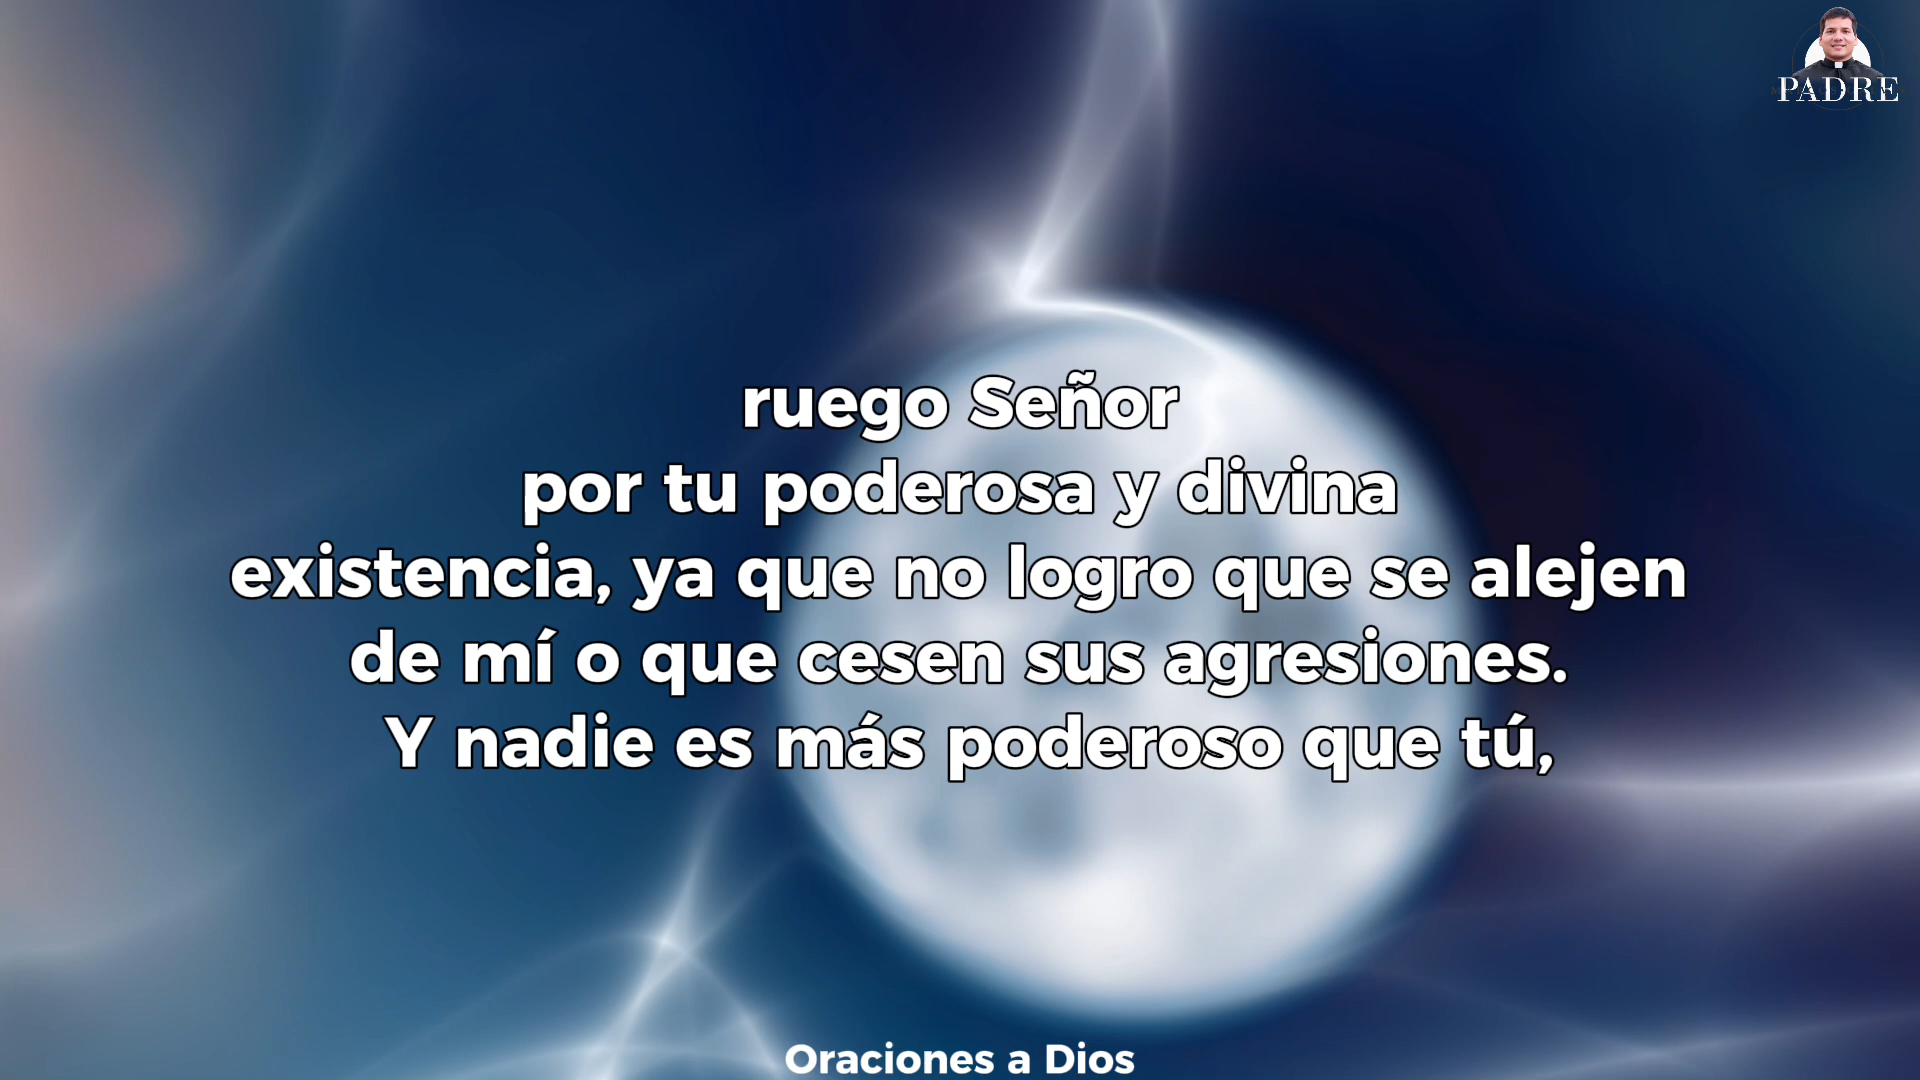 PADRE
ruego Señor
por tu poderosa y divina
existencia, ya que no logro que se alejen
de mí o que cesen sus agresiones.
Y nadie es más poderoso que tú,
Oraciones a Dios